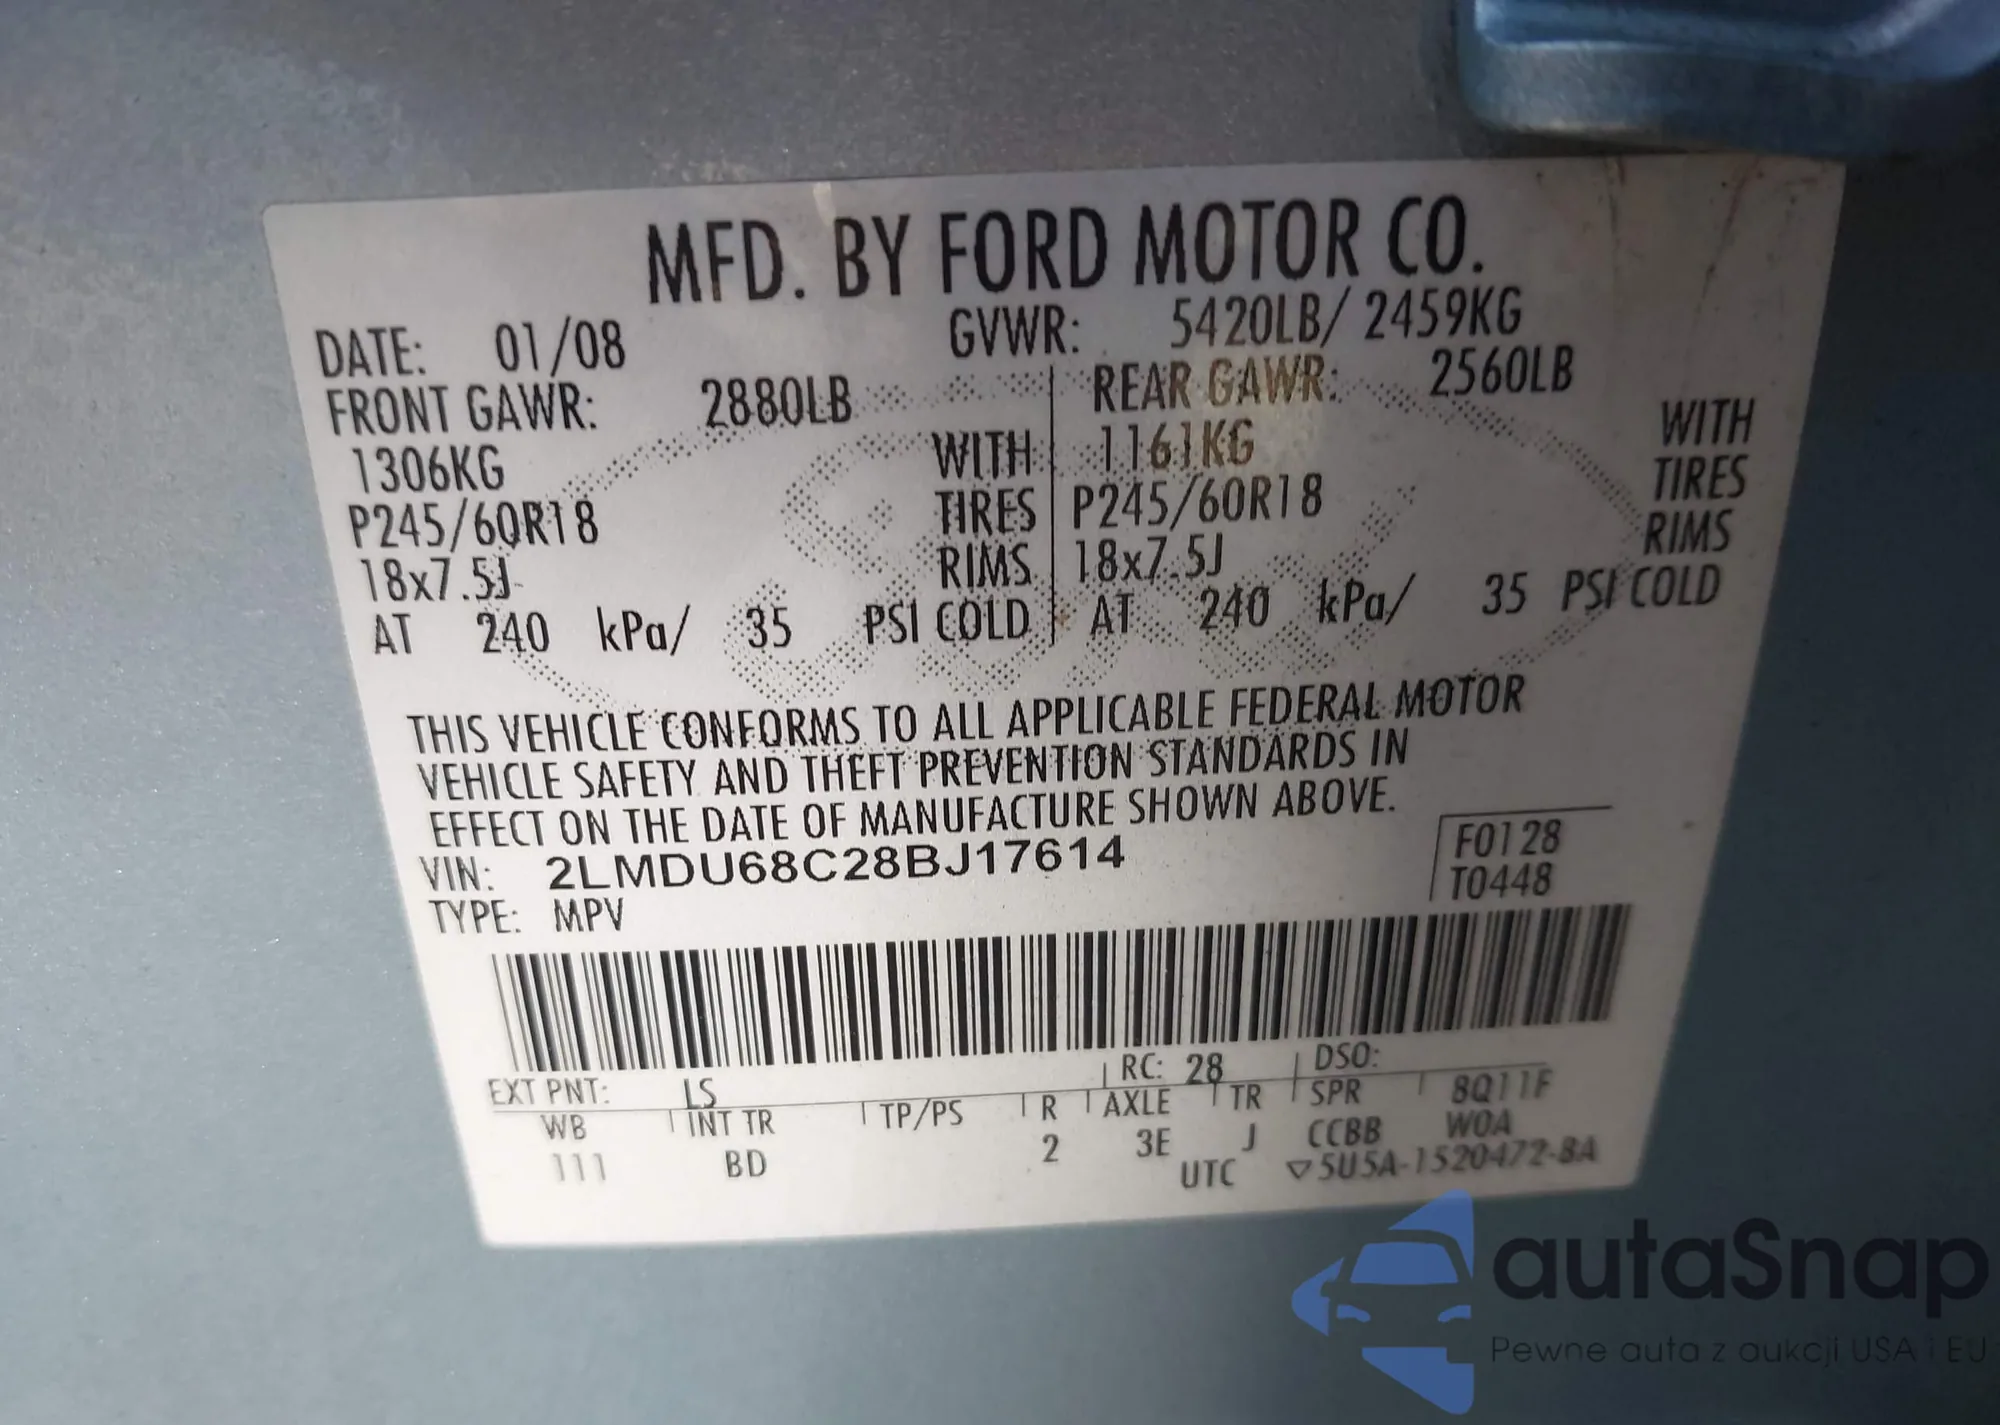 MFD. BY FORD MOTOR CO.
DATE: 01/08 GVWR: 5420LB/ 2459KG
FRONT GAWR: 2880LB REAR GAWR: 2560LB
1306KG WITH 1161KG WITH
P245/60R18 TIRES P245/60R18 TIRES
18x7.5J RIMS 18x7.5J RIMS
AT 240 kPa/ 35 PSI COLD AT 240 kPa/ 35 PSI COLD
THIS VEHICLE CONFORMS TO ALL APPLICABLE FEDERAL MOTOR
VEHICLE SAFETY AND THEFT PREVENTION STANDARDS IN
EFFECT ON THE DATE OF MANUFACTURE SHOWN ABOVE.
VIN: 2LMDU68C28BJ17614 F0128
TYPE: MPV T0448
EXT PNT: LS RC: 28 DSO:
WB INT TR TP/PS R AXLE TR SPR 8Q11F
111 BD 2 3E J CCBB WOA
UTC ▽5U5A-1520472-BA
autaSnap
Pewne auta z aukcji USA i EU